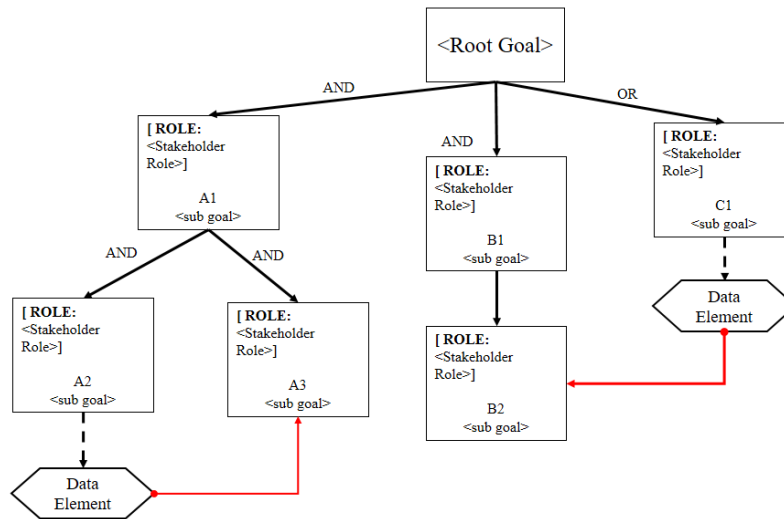 <Root Goal>
AND
OR
AND
[ ROLE:
<Stakeholder
Role>]
A1
<sub goal>
[ ROLE:
<Stakeholder
Role>]
B1
<sub goal>
[ ROLE:
<Stakeholder
Role>]
C1
<sub goal>
AND
AND
[ ROLE:
<Stakeholder
Role>]
A2
<sub goal>
[ ROLE:
<Stakeholder
Role>]
A3
<sub goal>
[ ROLE:
<Stakeholder
Role>]
B2
<sub goal>
Data
Element
Data
Element